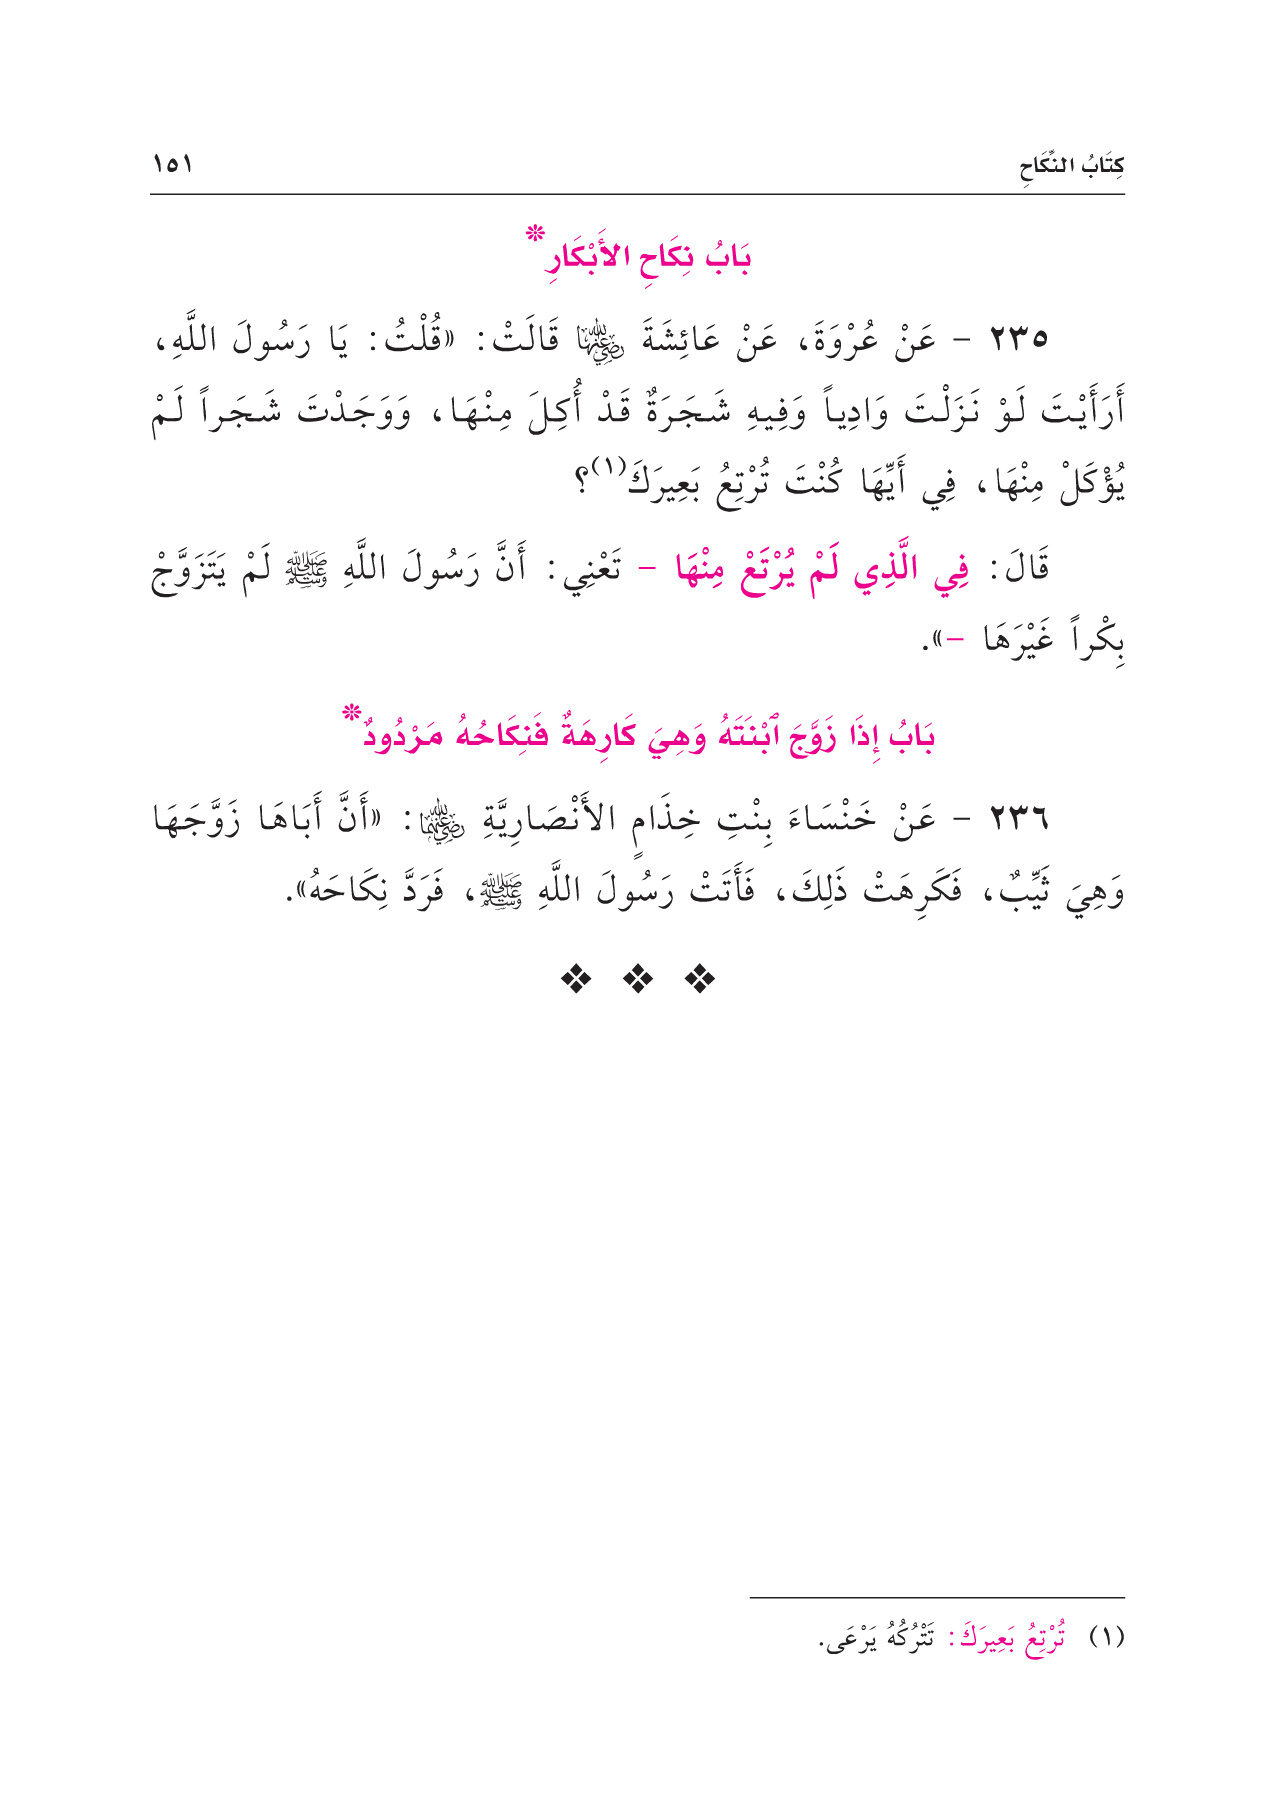 كِتَابُ النِّكَاحِ ١٥١
بَابُ نِكَاحِ الأَبْكَارِ*
٢٣٥ - عَنْ عُرْوَةَ، عَنْ عَائِشَةَ رضي الله عنها قَالَتْ: «قُلْتُ: يَا رَسُولَ اللَّهِ،
أَرَأَيْتَ لَوْ نَزَلْتَ وَادِياً وَفِيهِ شَجَرَةٌ قَدْ أُكِلَ مِنْهَا، وَوَجَدْتَ شَجَراً لَمْ
يُؤْكَلْ مِنْهَا، فِي أَيِّهَا كُنْتَ تُرْتِعُ بَعِيرَكَ(١)؟
قَالَ: فِي الَّذِي لَمْ يُرْتَعْ مِنْهَا - تَعْنِي: أَنَّ رَسُولَ اللَّهِ ﷺ لَمْ يَتَزَوَّجْ
بِكْراً غَيْرَهَا -».
بَابُ إِذَا زَوَّجَ ٱبْنَتَهُ وَهِيَ كَارِهَةٌ فَنِكَاحُهُ مَرْدُودٌ*
٢٣٦ - عَنْ خَنْسَاءَ بِنْتِ خِذَامٍ الأَنْصَارِيَّةِ رضي الله عنها: «أَنَّ أَبَاهَا زَوَّجَهَا
وَهِيَ ثَيِّبٌ، فَكَرِهَتْ ذَلِكَ، فَأَتَتْ رَسُولَ اللَّهِ ﷺ، فَرَدَّ نِكَاحَهُ».
(١) تُرْتِعُ بَعِيرَكَ: تَتْرُكُهُ يَرْعَى.